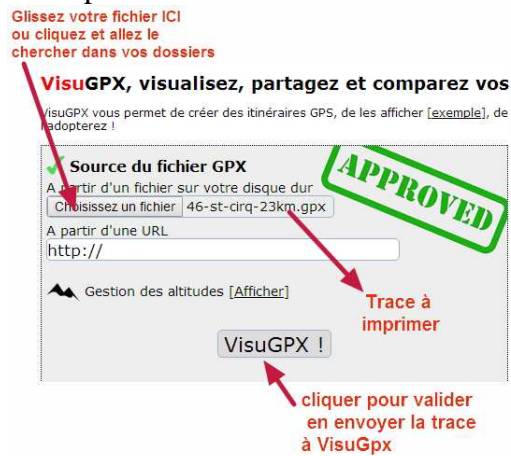 Glissez votre fichier ICI
ou cliquez et allez le
chercher dans vos dossiers
VisuGPX, visualisez, partagez et comparez vos
VisuGPX vous permet de créer des itinéraires GPS, de les afficher [exemple], de
l'adopterez !
Source du fichier GPX
APPROVED
A partir d'un fichier sur votre disque dur
Choisissez un fichier 46-st-cirq-23km.gpx
A partir d'une URL
http://
Gestion des altitudes [Afficher]
Trace à
imprimer
VisuGPX !
cliquer pour valider
en envoyer la trace
à VisuGpx